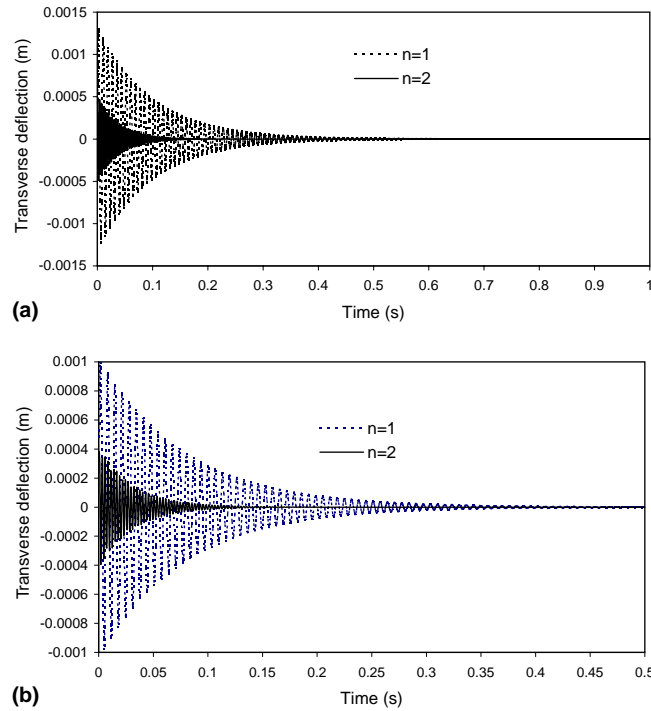 0.0015
0.001
0.0005
0
-0.0005
-0.001
-0.0015
Transverse deflection (m)
n=1
n=2
0 0.1 0.2 0.3 0.4 0.5 0.6 0.7 0.8 0.9 1
Time (s)
(a)
0.001
0.0008
0.0006
0.0004
0.0002
0
-0.0002
-0.0004
-0.0006
-0.0008
-0.001
Transverse deflection (m)
n=1
n=2
0 0.05 0.1 0.15 0.2 0.25 0.3 0.35 0.4 0.45 0.5
Time (s)
(b)